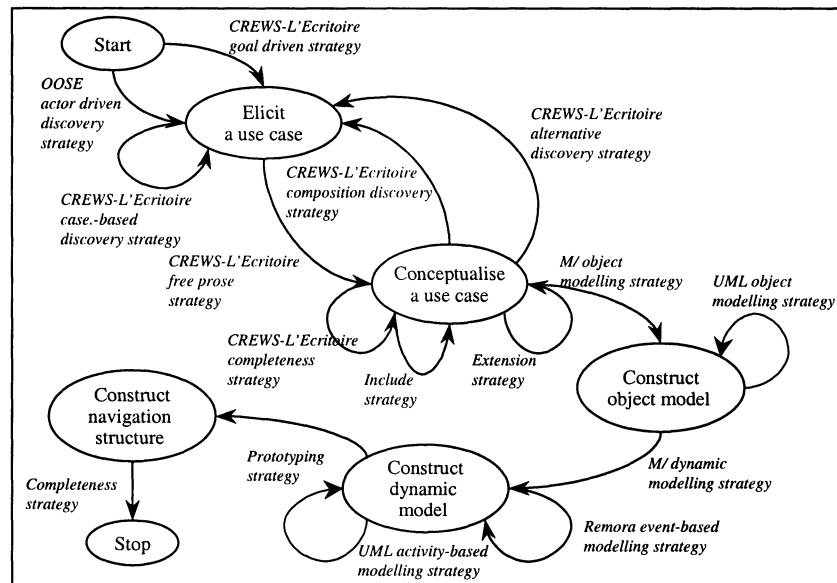 CREWS-L'Ecritoire
goal driven strategy
Start
OOSE
actor driven
discovery
strategy
Elicit
a use case
CREWS-L'Ecritoire
alternative
discovery strategy
CREWS-L'Ecritoire
composition discovery
strategy
CREWS-L'Ecritoire
case.-based
discovery strategy
CREWS-L'Ecritoire
free prose
strategy
Conceptualise
a use case
M/ object
modelling strategy
UML object
modelling strategy
CREWS-L'Ecritoire
completeness
strategy
Include
strategy
Extension
strategy
Construct
object model
Construct
navigation
structure
Prototyping
strategy
Construct
dynamic
model
M/ dynamic
modelling strategy
Completeness
strategy
Remora event-based
modelling strategy
UML activity-based
modelling strategy
Stop